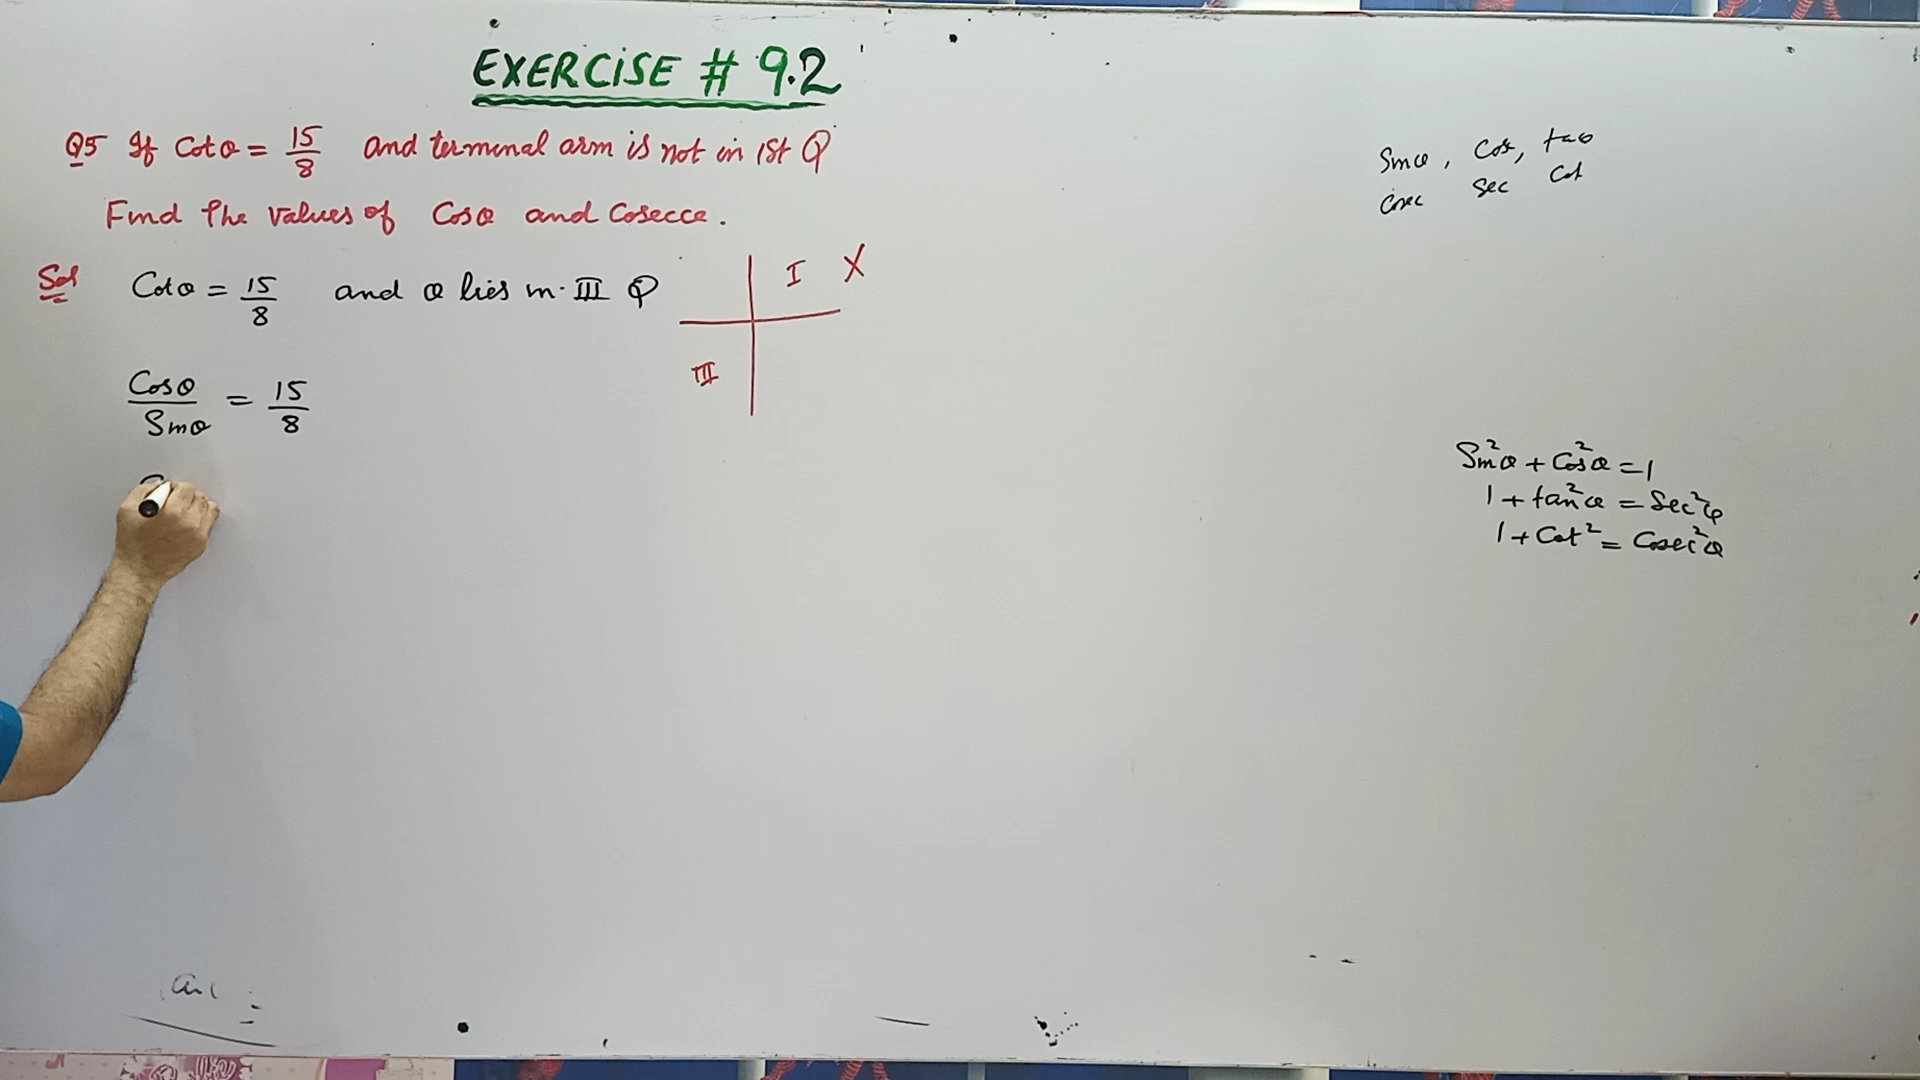 EXERCISE # 9.2
Q5 If Cotθ = 15/8 and terminal arm is not in 1st Q
Find the values of Cosθ and Cosecθ.
Sol Cotθ = 15/8 and θ lies in III Q
I X
III
Cosθ/Sinθ = 15/8
Sinθ, Cos, tanθ
Cosec Sec Cot
Sin²θ + Cos²θ = 1
1 + tan²θ = Sec²θ
1 + Cot² = Cosec²θ